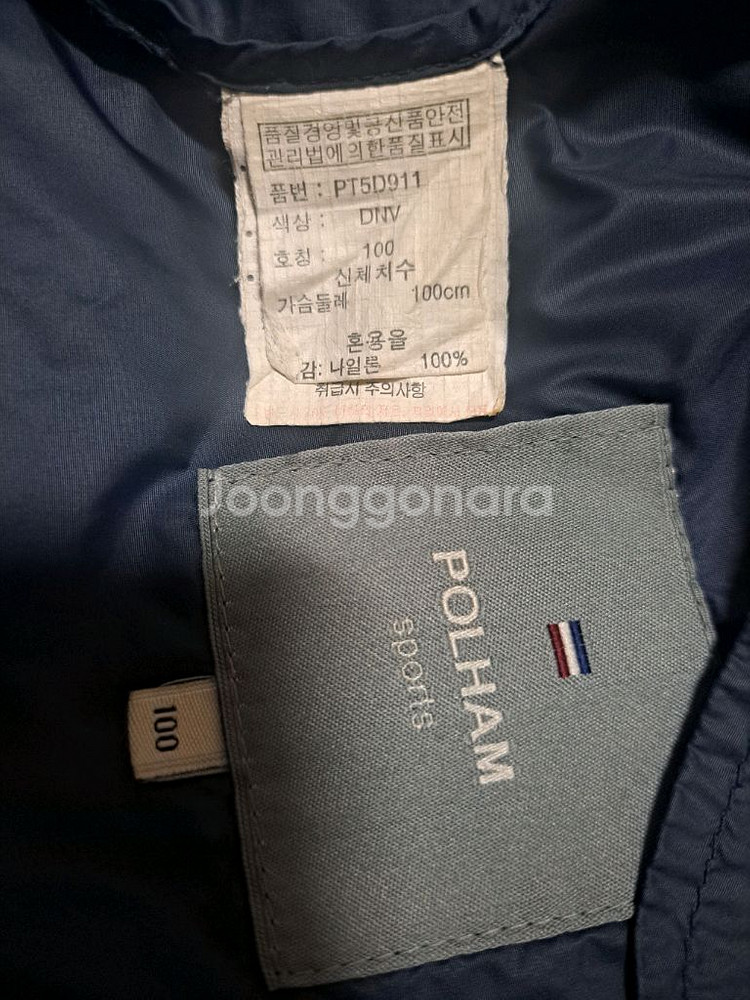 품질경영및공산품안전
관리법에의한품질표시
품번 : PT5D911
색상 : DNV
호칭 : 100
신체치수
가슴둘레 100cm
혼용율
겉감: 나일론 100%
취급시 주의사항
Joonggonara
POLHAM
sports
100